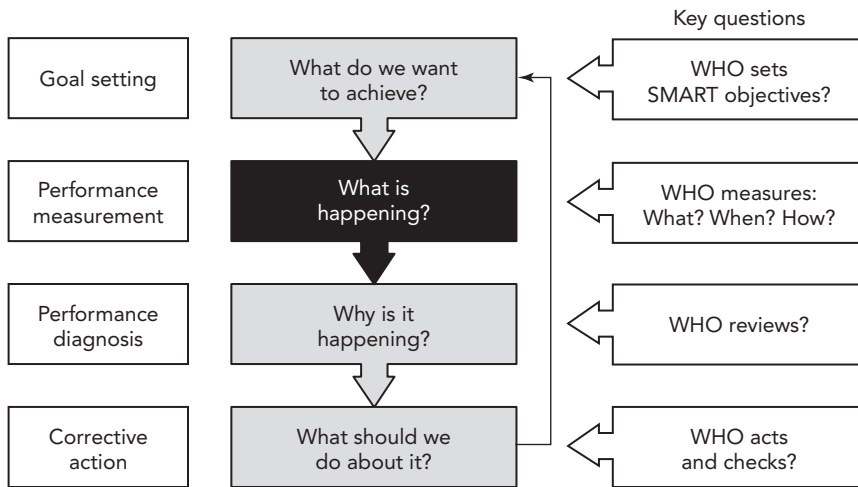 Key questions
Goal setting
What do we want
to achieve?
WHO sets
SMART objectives?
Performance
measurement
What is
happening?
WHO measures:
What? When? How?
Performance
diagnosis
Why is it
happening?
WHO reviews?
Corrective
action
What should we
do about it?
WHO acts
and checks?